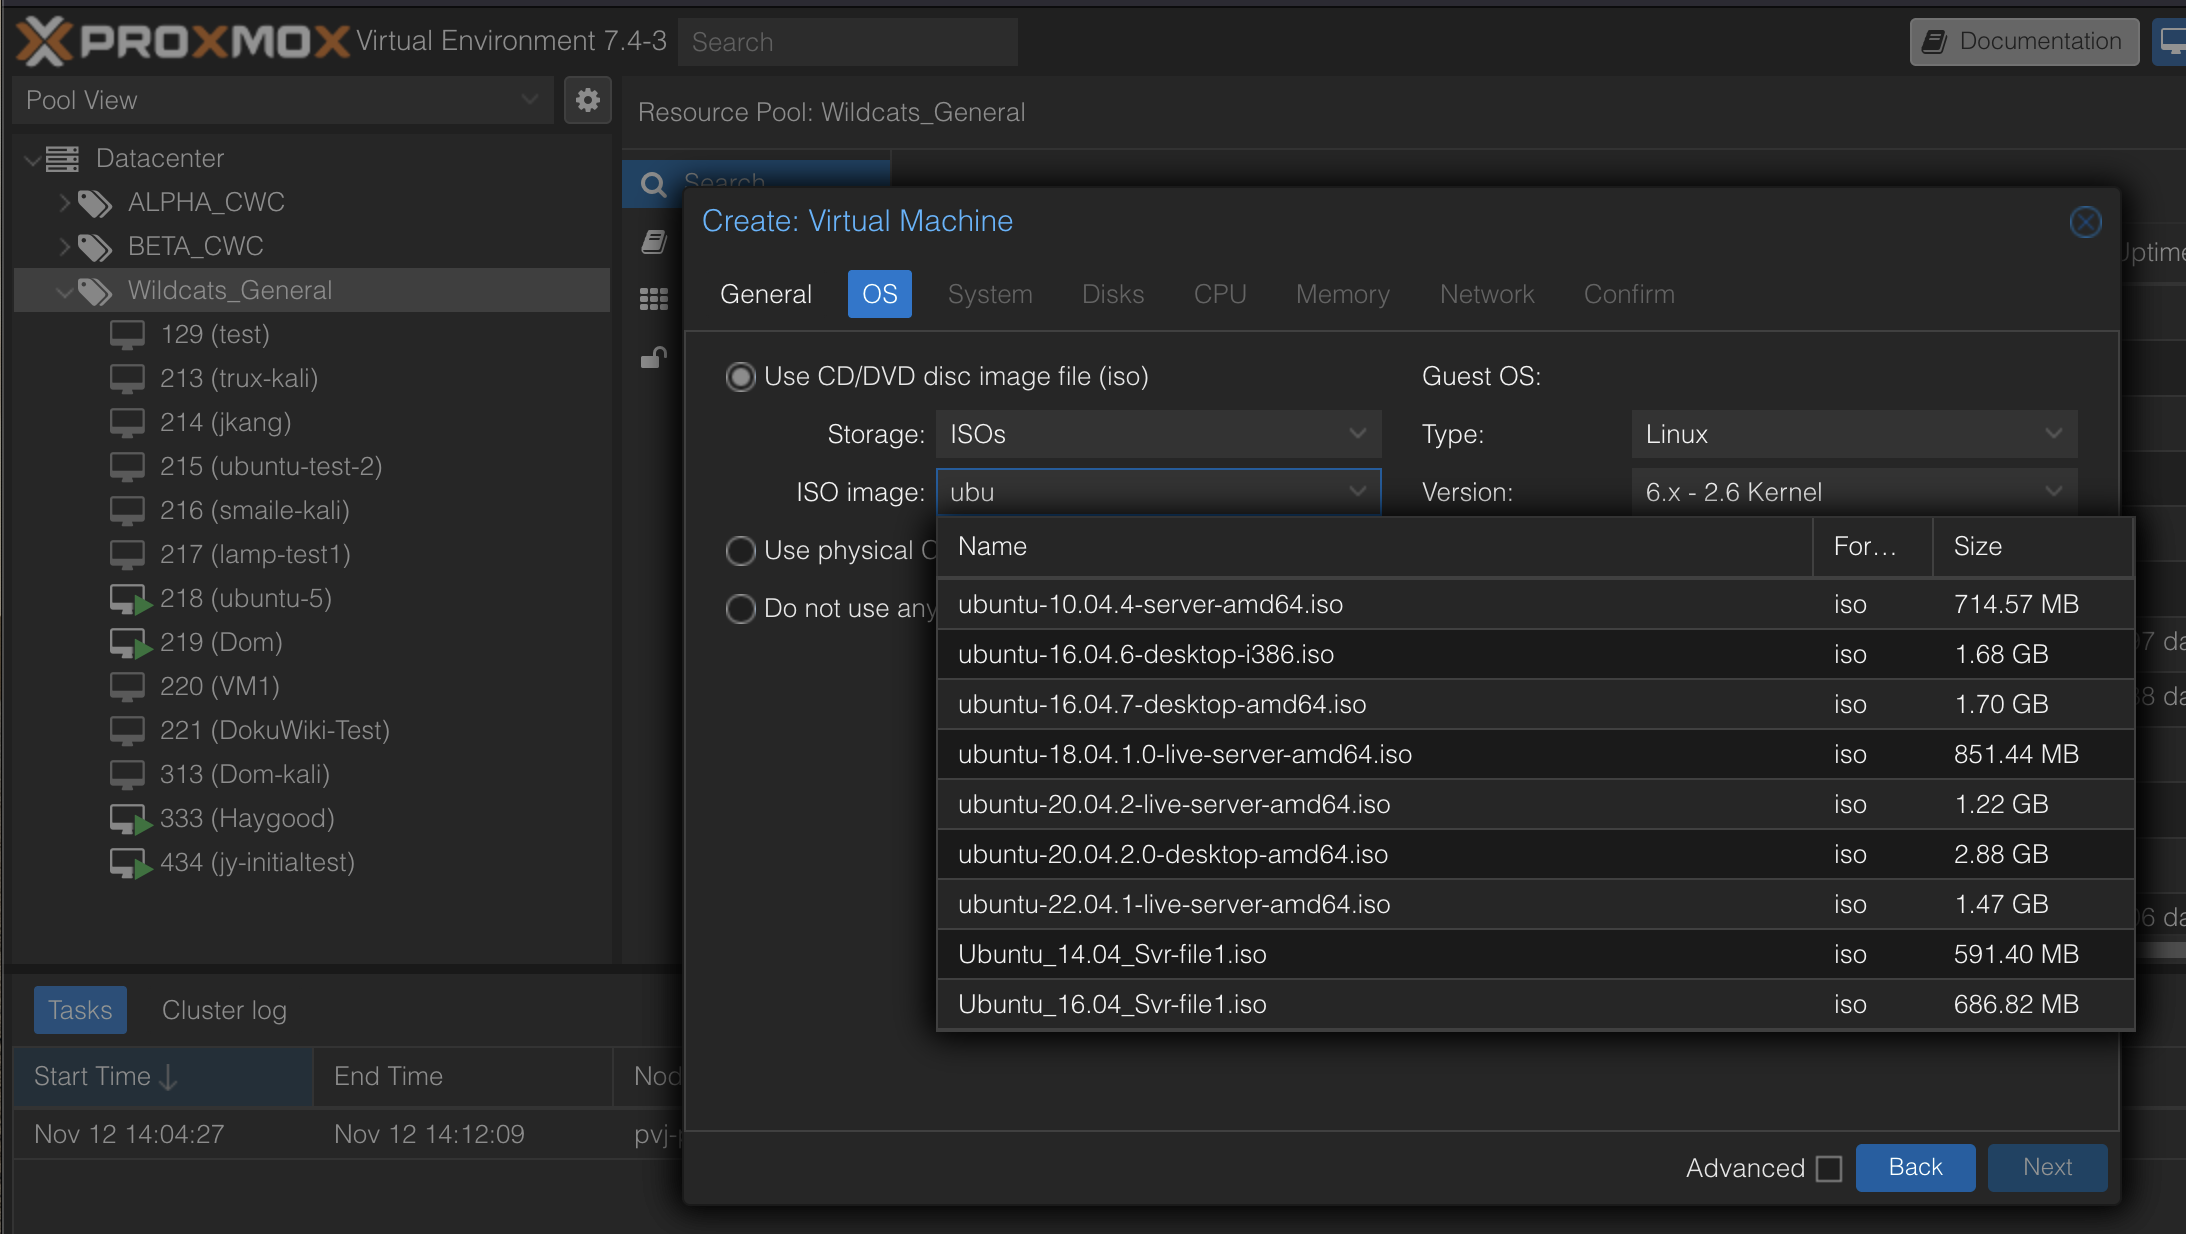 PROXMOX Virtual Environment 7.4-3
Search
Documentation
Pool View
Resource Pool: Wildcats_General
Datacenter
ALPHA_CWC
BETA_CWC
Wildcats_General
129 (test)
213 (trux-kali)
214 (jkang)
215 (ubuntu-test-2)
216 (smaile-kali)
217 (lamp-test1)
218 (ubuntu-5)
219 (Dom)
220 (VM1)
221 (DokuWiki-Test)
313 (Dom-kali)
333 (Haygood)
434 (jy-initialtest)
Search
Create: Virtual Machine
General OS System Disks CPU Memory Network Confirm
Use CD/DVD disc image file (iso)
Guest OS:
Storage: ISOs
Type: Linux
ISO image: ubu
Version: 6.x - 2.6 Kernel
Use physical
Do not use any
Name For... Size
ubuntu-10.04.4-server-amd64.iso iso 714.57 MB
ubuntu-16.04.6-desktop-i386.iso iso 1.68 GB
ubuntu-16.04.7-desktop-amd64.iso iso 1.70 GB
ubuntu-18.04.1.0-live-server-amd64.iso iso 851.44 MB
ubuntu-20.04.2-live-server-amd64.iso iso 1.22 GB
ubuntu-20.04.2.0-desktop-amd64.iso iso 2.88 GB
ubuntu-22.04.1-live-server-amd64.iso iso 1.47 GB
Ubuntu_14.04_Svr-file1.iso iso 591.40 MB
Ubuntu_16.04_Svr-file1.iso iso 686.82 MB
Advanced Back Next
Tasks Cluster log
Start Time End Time Nod
Nov 12 14:04:27 Nov 12 14:12:09 pvj-